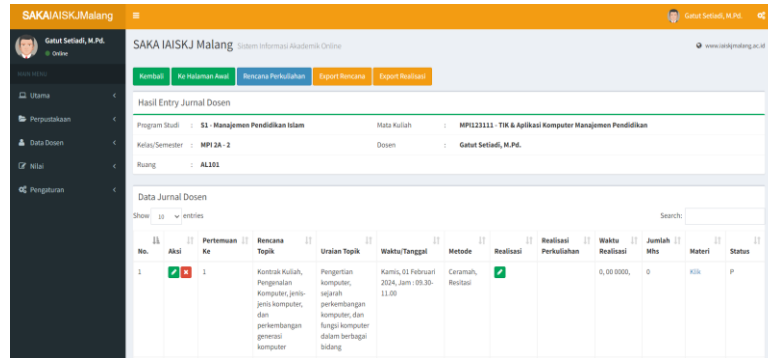 SAKAIAISKJMalang
Gatut Setiadi, M.Pd.
Gatut Setiadi, M.Pd.
Online
MAIN MENU
Utama
Perpustakaan
Data Dosen
Nilai
Pengaturan
SAKA IAISKJ Malang Sistem Informasi Akademik Online
www.iaiskjmalang.ac.id
Kembali Ke Halaman Awal Rencana Perkuliahan Export Rencana Export Realisasi
Hasil Entry Jurnal Dosen
Program Studi : S1 - Manajemen Pendidikan Islam Mata Kuliah : MPI123111 - TIK & Aplikasi Komputer Manajemen Pendidikan
Kelas/Semester : MPI 2A - 2 Dosen : Gatut Setiadi, M.Pd.
Ruang : AL101
Data Jurnal Dosen
Show 10 entries Search:
No. Aksi Pertemuan Ke Rencana Topik Uraian Topik Waktu/Tanggal Metode Realisasi Realisasi Perkuliahan Waktu Realisasi Jumlah Mhs Materi Status
1 1 Kontrak Kuliah, Pengertian Kamis, 01 Februari Ceramah, 0, 00 0000, 0 Klik P
Pengenalan komputer, 2024, Jam : 09.30- Resitasi
Komputer, jenis- sejarah 11.00
jenis komputer, perkembangan
dan komputer, dan
perkembangan fungsi komputer
generasi dalam berbagai
komputer bidang